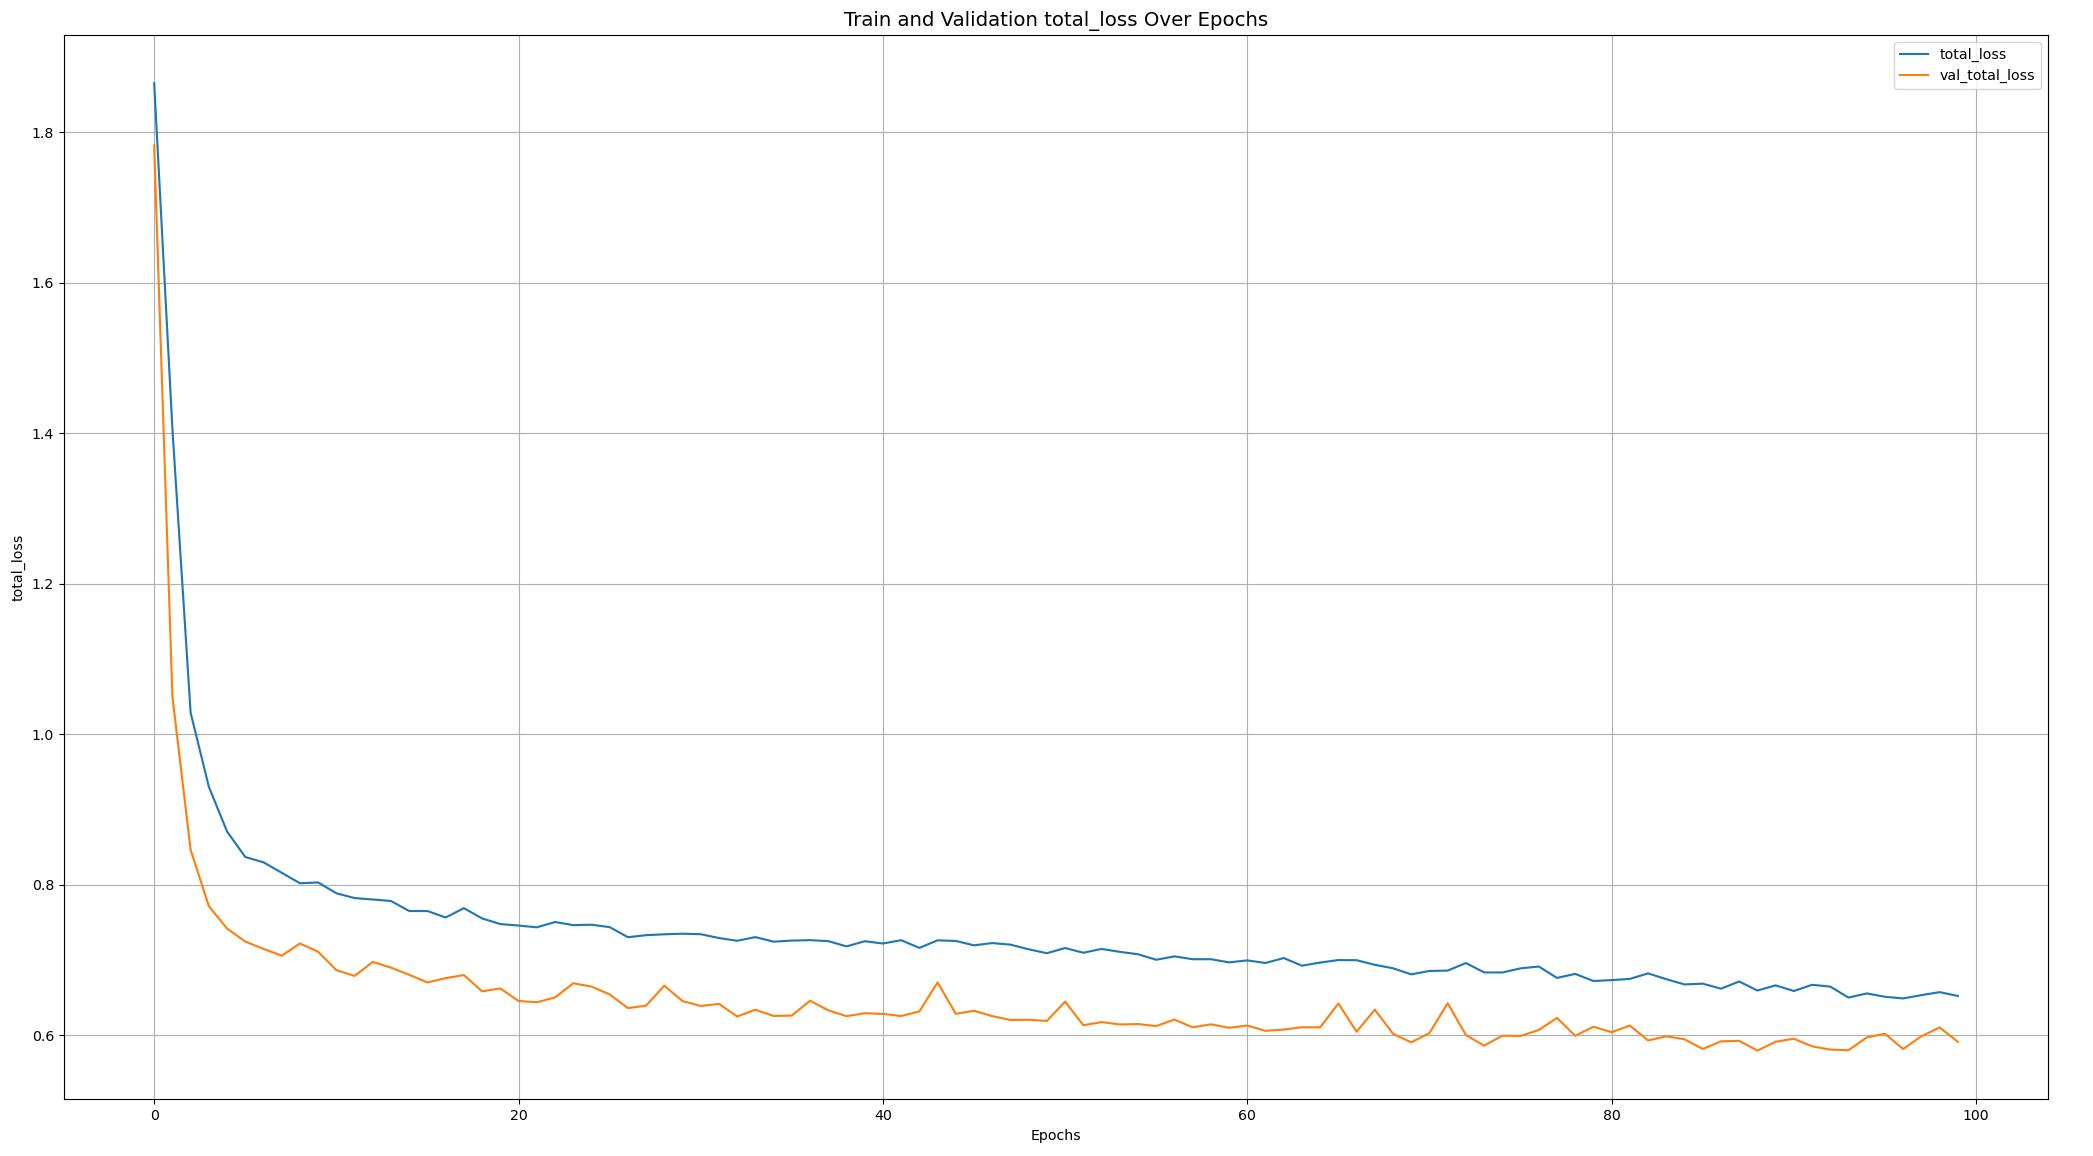 Train and Validation total_loss Over Epochs
total_loss
val_total_loss
1.8
1.6
1.4
1.2
1.0
0.8
0.6
total_loss
0 20 40 60 80 100
Epochs